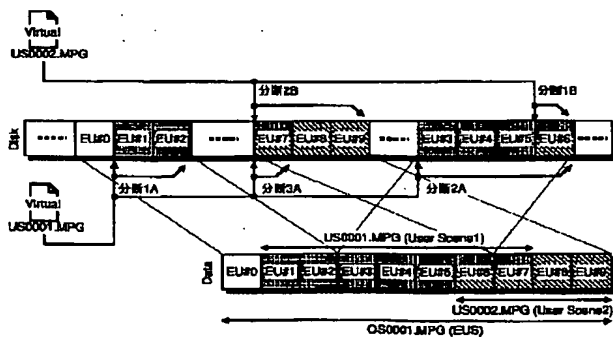 Virtual
US0002.MPG
分断2B
分断1B
Disk
EU#0
EU#1
EU#2
EU#7
EU#8
EU#9
EU#3
EU#4
EU#5
EU#6
分断1A
分断3A
分断2A
Virtual
US0001.MPG
US0001.MPG (User Scene1)
Data
EU#0
EU#1
EU#2
EU#3
EU#4
EU#5
EU#6
EU#7
EU#8
EU#9
US0002.MPG (User Scene2)
OS0001.MPG (EUS)